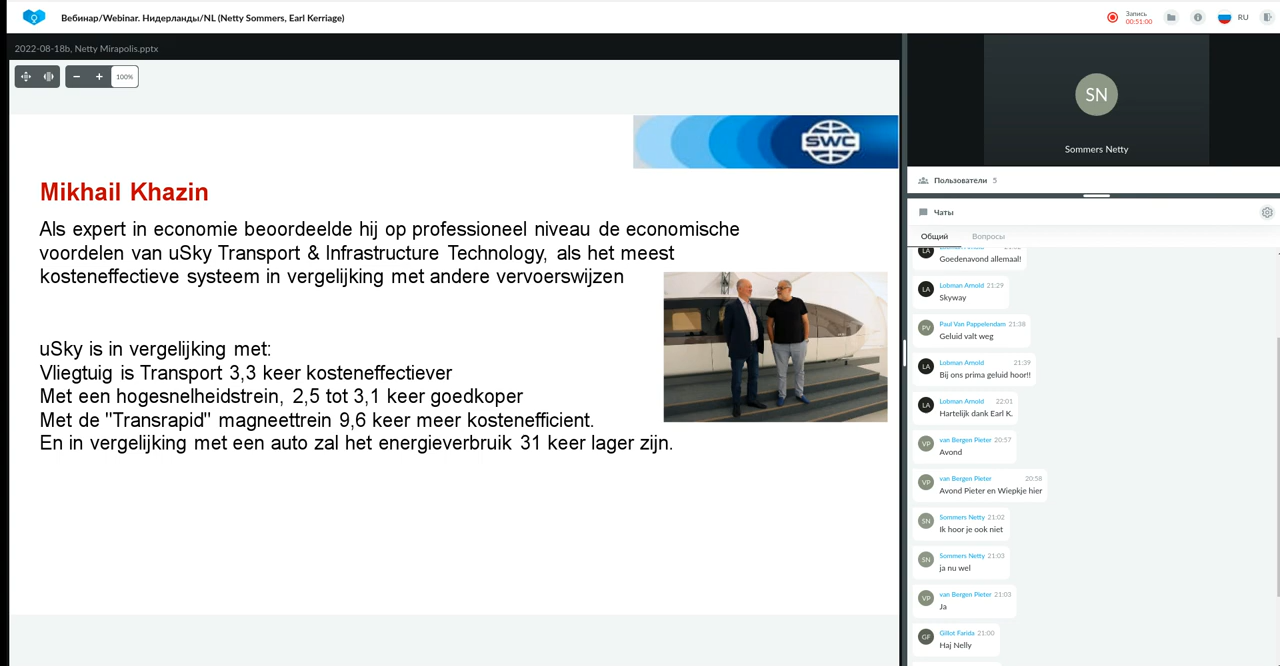 Вебинар/Webinar. Нидерланды/NL (Netty Sommers, Earl Kerriage)
Запись
00:51:00
RU
2022-08-18b, Netty Mirapolis.pptx
100%
SWC
Mikhail Khazin
Als expert in economie beoordeelde hij op professioneel niveau de economische
voordelen van uSky Transport & Infrastructure Technology, als het meest
kosteneffectieve systeem in vergelijking met andere vervoerswijzen
uSky is in vergelijking met:
Vliegtuig is Transport 3,3 keer kosteneffectiever
Met een hogesnelheidstrein, 2,5 tot 3,1 keer goedkoper
Met de "Transrapid" magneettrein 9,6 keer meer kostenefficient.
En in vergelijking met een auto zal het energieverbruik 31 keer lager zijn.
SN
Sommers Netty
Пользователи 5
Чаты
Общий Вопросы
LA
Goedenavond allemaal!
LA Lobman Arnold 21:29
Skyway
PV Paul Van Pappelendam 21:38
Geluid valt weg
LA Lobman Arnold 21:39
Bij ons prima geluid hoor!!
LA Lobman Arnold 22:01
Hartelijk dank Earl K.
VP van Bergen Pieter 20:57
Avond
VP van Bergen Pieter 20:58
Avond Pieter en Wiepkje hier
SN Sommers Netty 21:02
Ik hoor je ook niet
SN Sommers Netty 21:03
ja nu wel
VP van Bergen Pieter 21:03
Ja
GF Gillot Farida 21:00
Haj Nelly